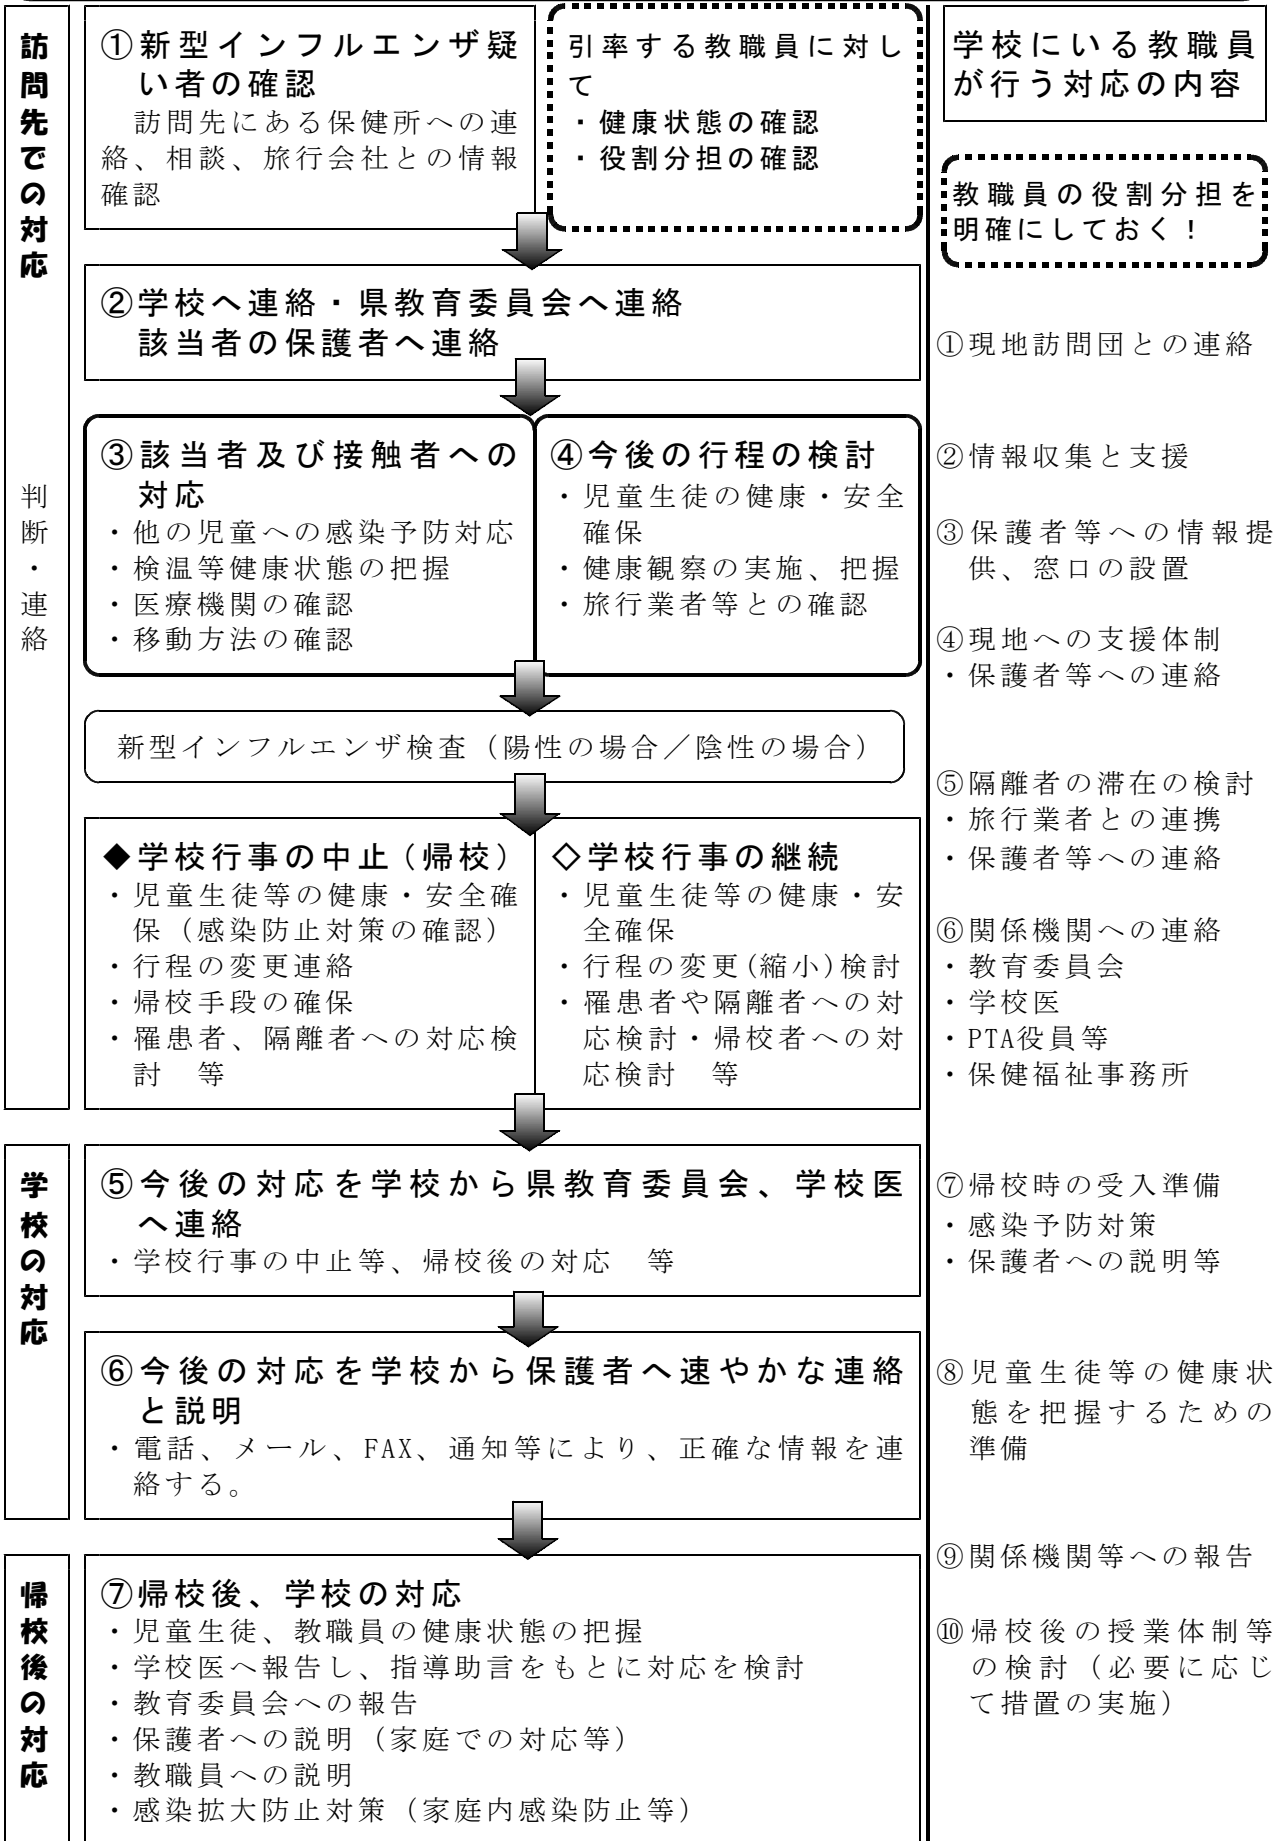 訪問先での対応
判断・連絡
①新型インフルエンザ疑
い者の確認
訪問先にある保健所への連
絡、相談、旅行会社との情報
確認
引率する教職員に対し
て
・健康状態の確認
・役割分担の確認
②学校へ連絡・県教育委員会へ連絡
該当者の保護者へ連絡
③該当者及び接触者への
対応
・他の児童への感染予防対応
・検温等健康状態の把握
・医療機関の確認
・移動方法の確認
④今後の行程の検討
・児童生徒の健康・安全
確保
・健康観察の実施、把握
・旅行業者等との確認
新型インフルエンザ検査（陽性の場合／陰性の場合）
◆学校行事の中止（帰校）
・児童生徒等の健康・安全確
保（感染防止対策の確認）
・行程の変更連絡
・帰校手段の確保
・罹患者、隔離者への対応検
討　等
◇学校行事の継続
・児童生徒等の健康・安
全確保
・行程の変更(縮小)検討
・罹患者や隔離者への対
応検討・帰校者への対
応検討　等
学校の対応
⑤今後の対応を学校から県教育委員会、学校医
へ連絡
・学校行事の中止等、帰校後の対応　等
⑥今後の対応を学校から保護者へ速やかな連絡
と説明
・電話、メール、FAX、通知等により、正確な情報を連
絡する。
帰校後の対応
⑦帰校後、学校の対応
・児童生徒、教職員の健康状態の把握
・学校医へ報告し、指導助言をもとに対応を検討
・教育委員会への報告
・保護者への説明（家庭での対応等）
・教職員への説明
・感染拡大防止対策（家庭内感染防止等）
学校にいる教職員
が行う対応の内容
教職員の役割分担を
明確にしておく！
①現地訪問団との連絡
②情報収集と支援
③保護者等への情報提
供、窓口の設置
④現地への支援体制
・保護者等への連絡
⑤隔離者の滞在の検討
・旅行業者との連携
・保護者等への連絡
⑥関係機関への連絡
・教育委員会
・学校医
・PTA役員等
・保健福祉事務所
⑦帰校時の受入準備
・感染予防対策
・保護者への説明等
⑧児童生徒等の健康状
態を把握するための
準備
⑨関係機関等への報告
⑩帰校後の授業体制等
の検討（必要に応じ
て措置の実施）